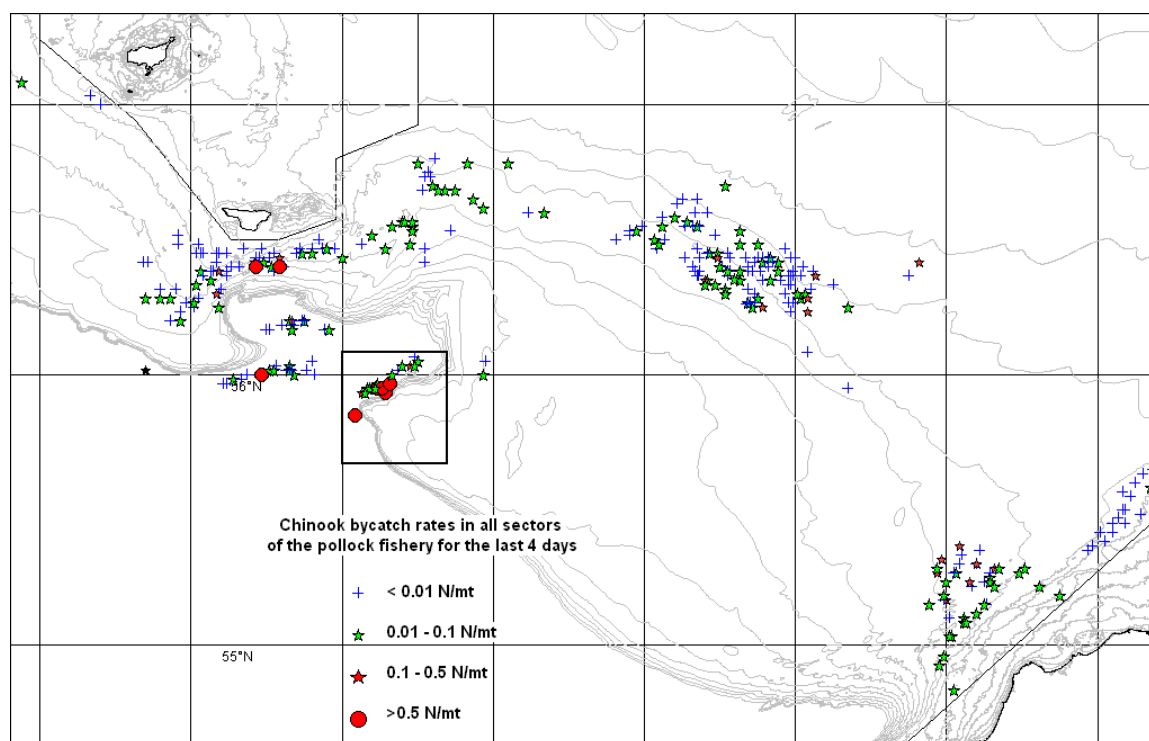 56°N
Chinook bycatch rates in all sectors
of the pollock fishery for the last 4 days
< 0.01 N/mt
55°N
0.01 - 0.1 N/mt
0.1 - 0.5 N/mt
>0.5 N/mt